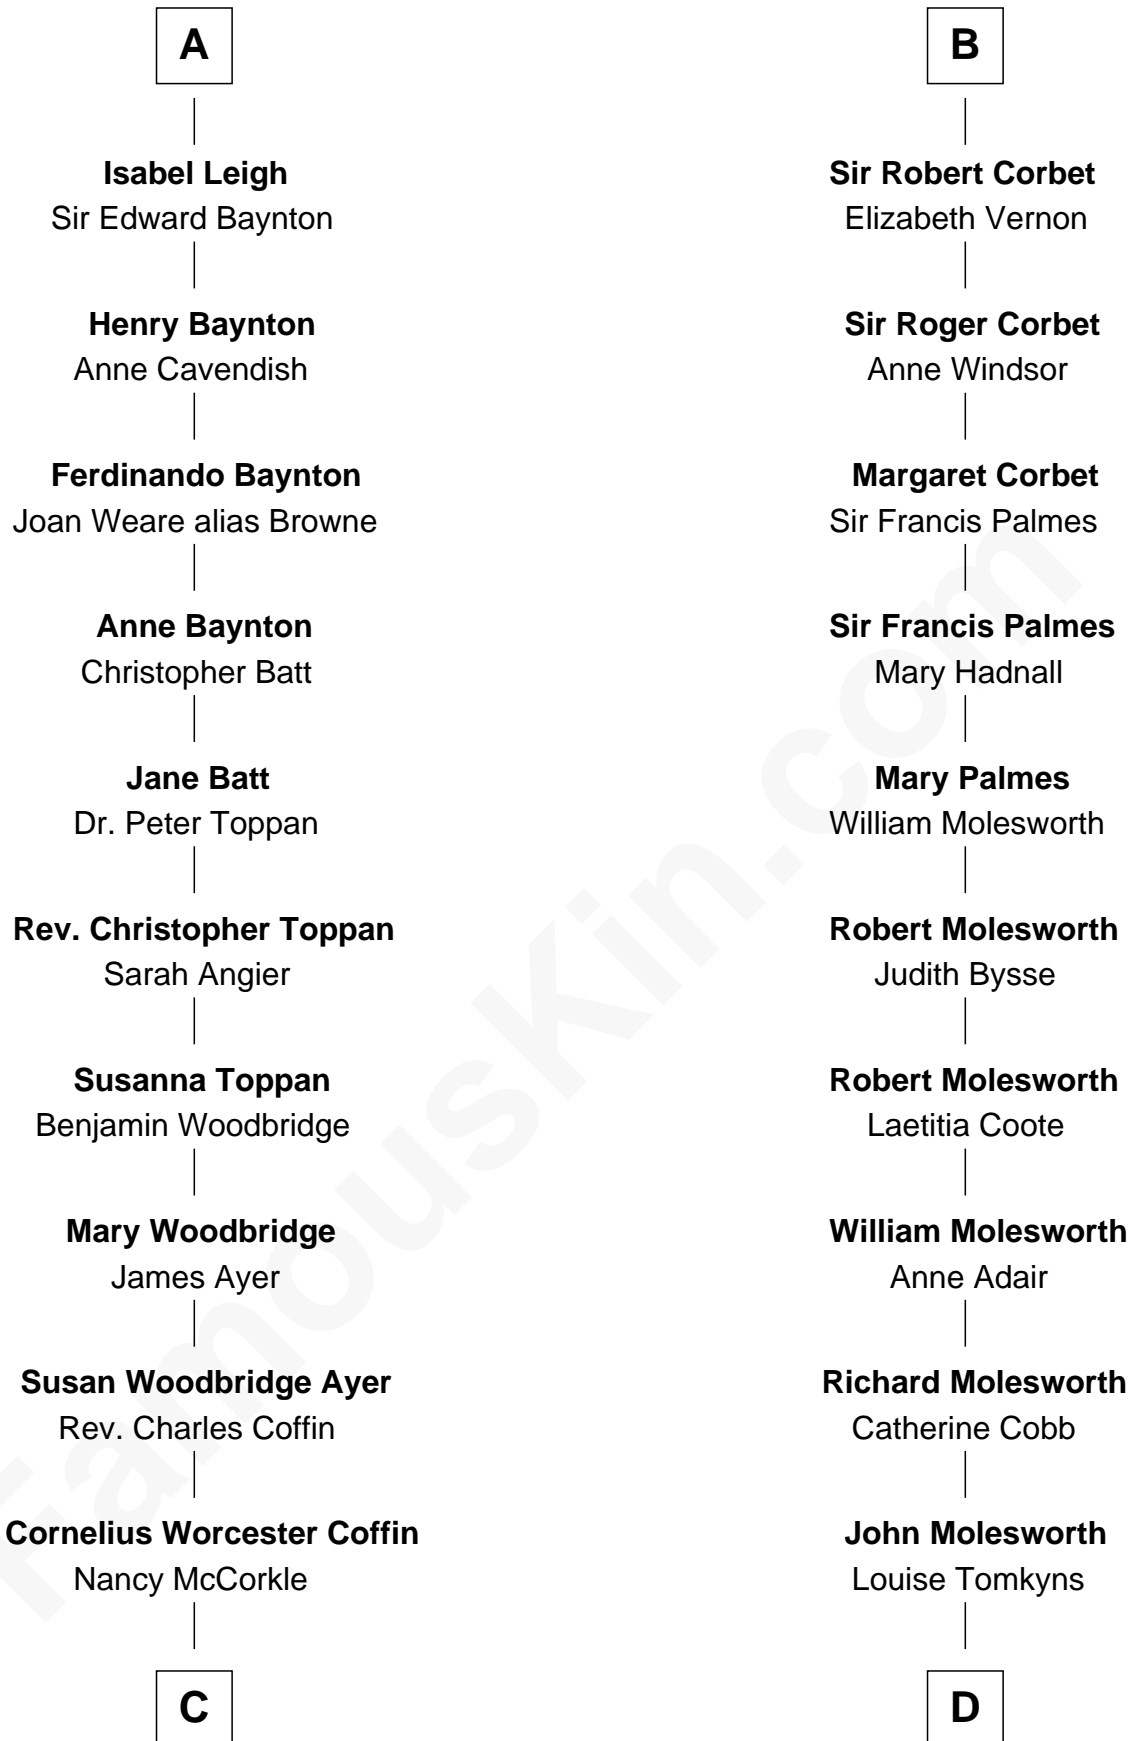 A
Isabel Leigh
Sir Edward Baynton
Henry Baynton
Anne Cavendish
Ferdinando Baynton
Joan Weare alias Browne
Anne Baynton
Christopher Batt
Jane Batt
Dr. Peter Toppan
Rev. Christopher Toppan
Sarah Angier
Susanna Toppan
Benjamin Woodbridge
Mary Woodbridge
James Ayer
Susan Woodbridge Ayer
Rev. Charles Coffin
Cornelius Worcester Coffin
Nancy McCorkle
C
B
Sir Robert Corbet
Elizabeth Vernon
Sir Roger Corbet
Anne Windsor
Margaret Corbet
Sir Francis Palmes
Sir Francis Palmes
Mary Hadnall
Mary Palmes
William Molesworth
Robert Molesworth
Judith Bysse
Robert Molesworth
Laetitia Coote
William Molesworth
Anne Adair
Richard Molesworth
Catherine Cobb
John Molesworth
Louise Tomkyns
D
FamousKin.com